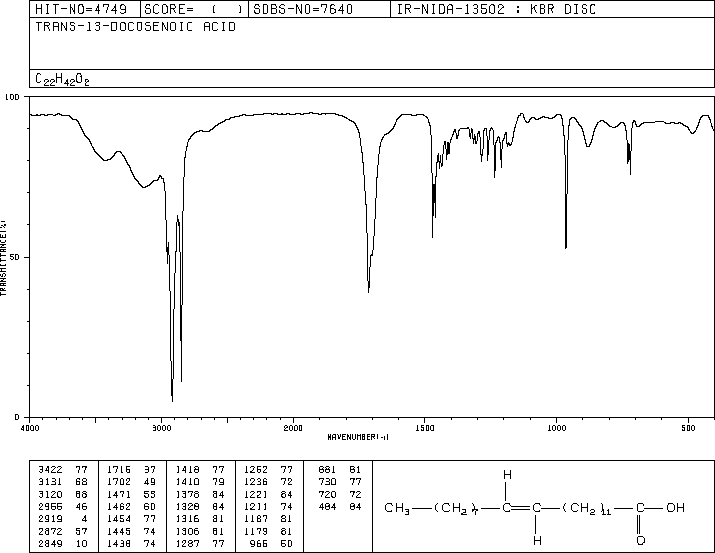 HIT-NO=4749 SCORE= ( ) SDBS-NO=7640 IR-NIDA-13502 : KBR DISC
TRANS-13-DOCOSENOIC ACID
C22H42O2
100
50
0
TRANSMITTANCE(%)
4000 3000 2000 1500 1000 500
WAVENUMBER(-1)
3422 77 1716 37 1418 77 1262 77 881 81
3131 68 1702 49 1410 79 1236 72 730 77
3120 68 1471 55 1378 84 1221 84 720 72
2955 46 1462 60 1328 84 1211 74 484 84
2919 4 1454 77 1316 81 1187 81
2872 57 1445 74 1306 81 1179 81
2849 10 1438 74 1287 77 966 50
H
CH3 (CH2)7 C=C (CH2)11 C OH
H O